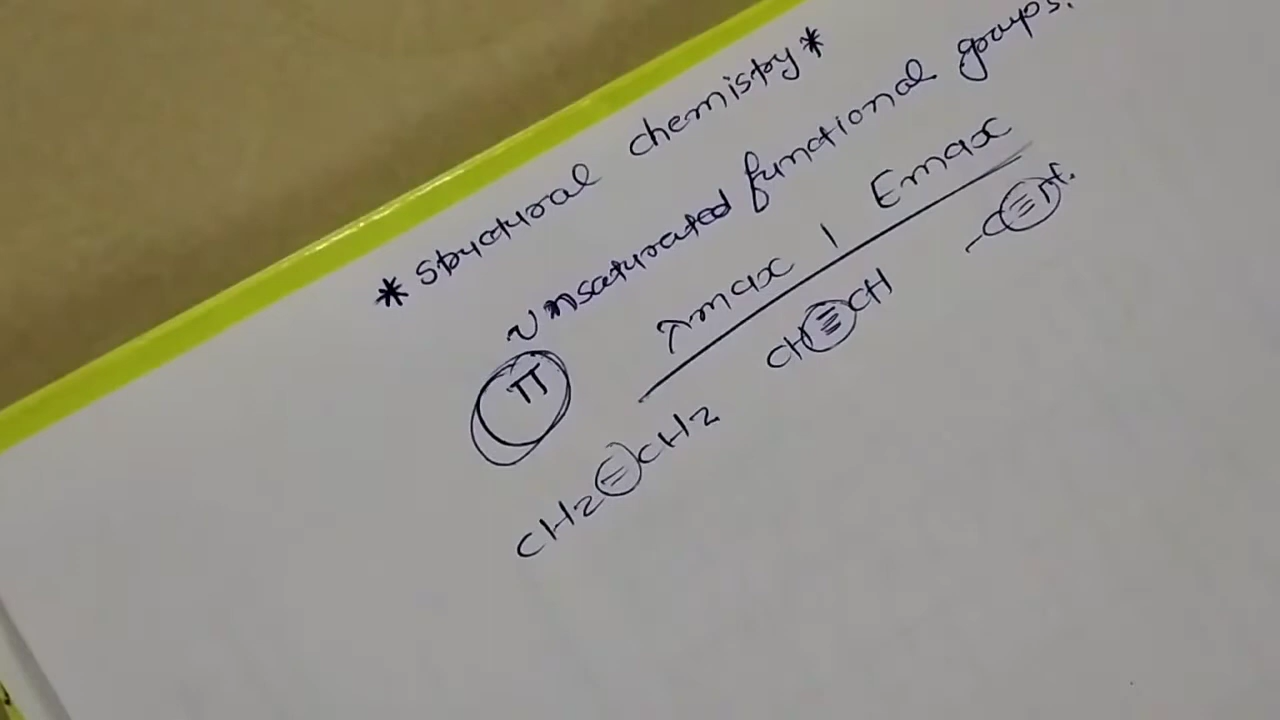 * Structural chemistry *
unsaturated functional groups.
π λmax / Emax
CH2=CH2 CH≡CH -C≡N.